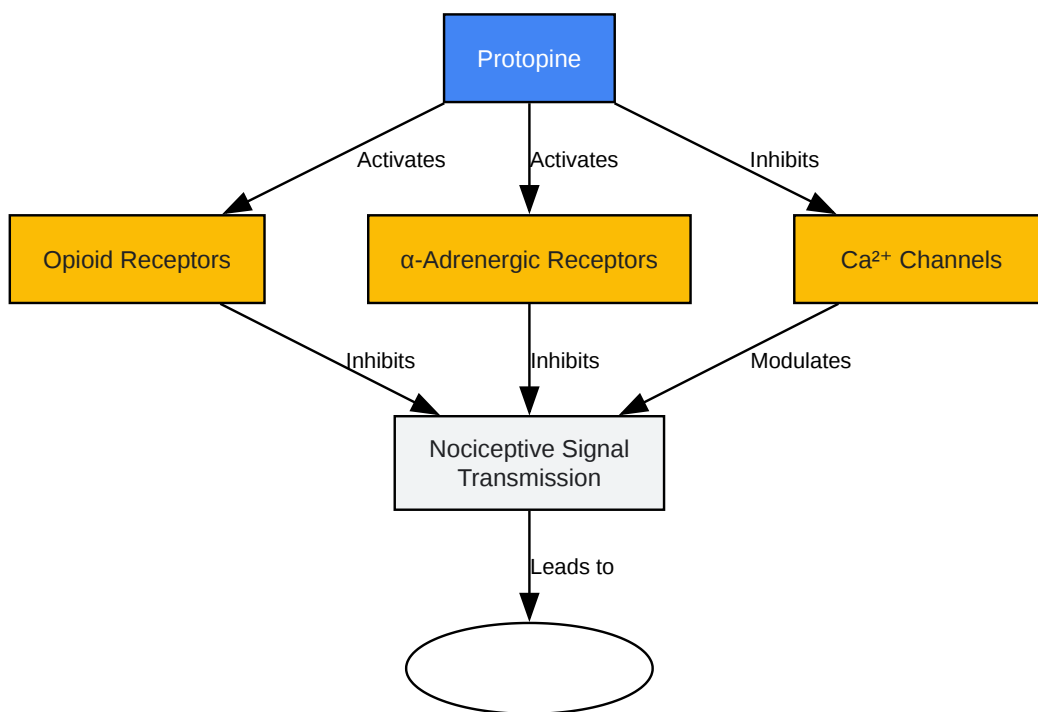 Protopine
Activates
Activates
Inhibits
Opioid Receptors
α-Adrenergic Receptors
Ca²⁺ Channels
Inhibits
Inhibits
Modulates
Nociceptive Signal
Transmission
Leads to